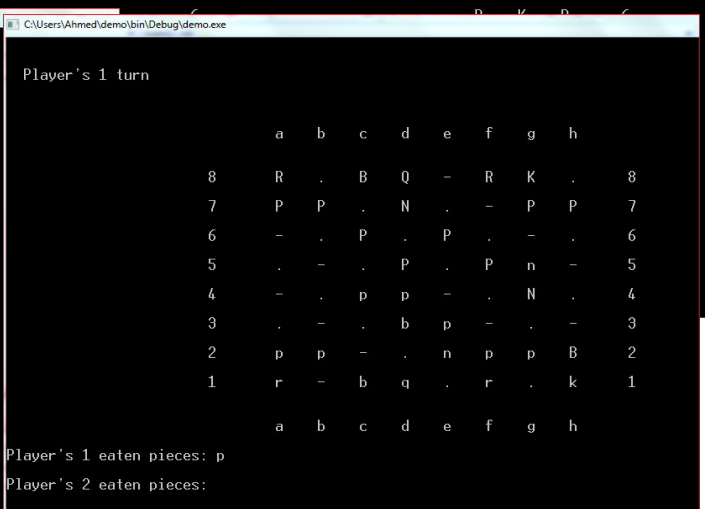 C:\Users\Ahmed\demo\bin\Debug\demo.exe
Player's 1 turn
a b c d e f g h
8 R . B Q - R K . 8
7 P P . N . - P P 7
6 - . P . P . - . 6
5 . - . P . P n - 5
4 - . p p - . N . 4
3 . - . b p - . - 3
2 p p - . n p p B 2
1 r - b q . r . k 1
a b c d e f g h
Player's 1 eaten pieces: p
Player's 2 eaten pieces: